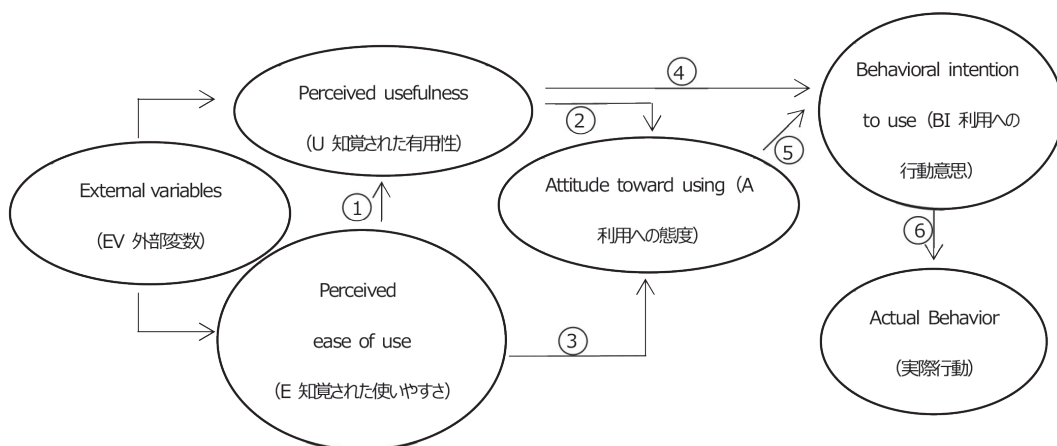 External variables
(EV 外部変数)
Perceived usefulness
(U 知覚された有用性)
①
Perceived
ease of use
(E 知覚された使いやすさ)
②
③
④
Attitude toward using (A
利用への態度)
⑤
Behavioral intention
to use (BI 利用への
行動意思)
⑥
Actual Behavior
(実際行動)